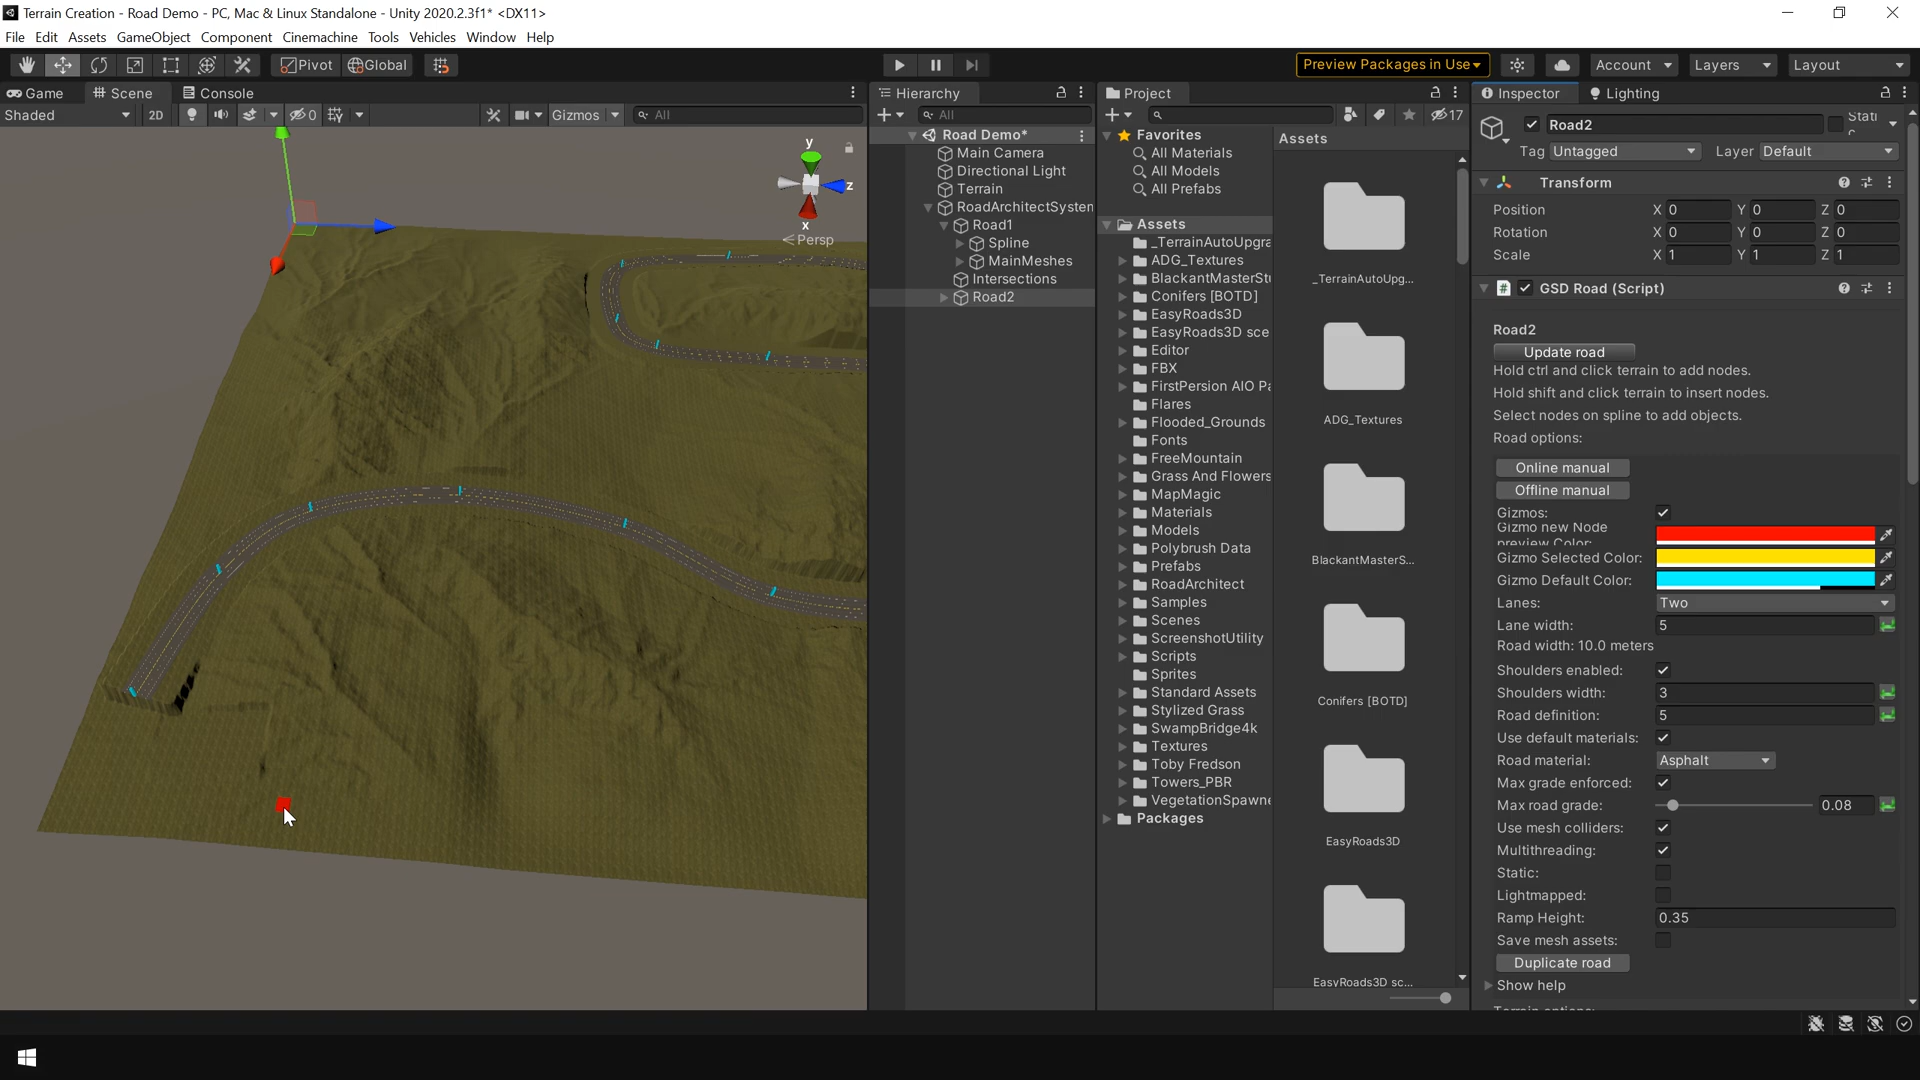 Terrain Creation - Road Demo - PC, Mac & Linux Standalone - Unity 2020.2.3f1* <DX11>
File Edit Assets GameObject Component Cinemachine Tools Vehicles Window Help
Pivot Global Preview Packages in Use Account Layers Layout
Game Scene Console
Shaded 2D 0 Gizmos All
y
z
x
Persp
Hierarchy
All
Road Demo*
Main Camera
Directional Light
Terrain
RoadArchitectSystem
Road1
Spline
MainMeshes
Intersections
Road2
Project
17
Favorites
All Materials
All Models
All Prefabs
Assets
_TerrainAutoUpgra
ADG_Textures
BlackantMasterStu
Conifers [BOTD]
EasyRoads3D
EasyRoads3D sce
Editor
FBX
FirstPersion AIO Pa
Flares
Flooded_Grounds
Fonts
FreeMountain
Grass And Flowers
MapMagic
Materials
Models
Polybrush Data
Prefabs
RoadArchitect
Samples
Scenes
ScreenshotUtility
Scripts
Sprites
Standard Assets
Stylized Grass
SwampBridge4k
Textures
Toby Fredson
Towers_PBR
VegetationSpawne
Packages
Assets
_TerrainAutoUpg...
ADG_Textures
BlackantMasterS...
Conifers [BOTD]
EasyRoads3D
EasyRoads3D sc...
Inspector Lighting
Road2 Stati
Tag Untagged Layer Default
Transform
Position X 0 Y 0 Z 0
Rotation X 0 Y 0 Z 0
Scale X 1 Y 1 Z 1
# GSD Road (Script)
Road2
Update road
Hold ctrl and click terrain to add nodes.
Hold shift and click terrain to insert nodes.
Select nodes on spline to add objects.
Road options:
Online manual
Offline manual
Gizmos:
Gizmo new Node
preview Color:
Gizmo Selected Color:
Gizmo Default Color:
Lanes: Two
Lane width: 5
Road width: 10.0 meters
Shoulders enabled:
Shoulders width: 3
Road definition: 5
Use default materials:
Road material: Asphalt
Max grade enforced:
Max road grade: 0.08
Use mesh colliders:
Multithreading:
Static:
Lightmapped:
Ramp Height: 0.35
Save mesh assets:
Duplicate road
Show help
Terrain options: